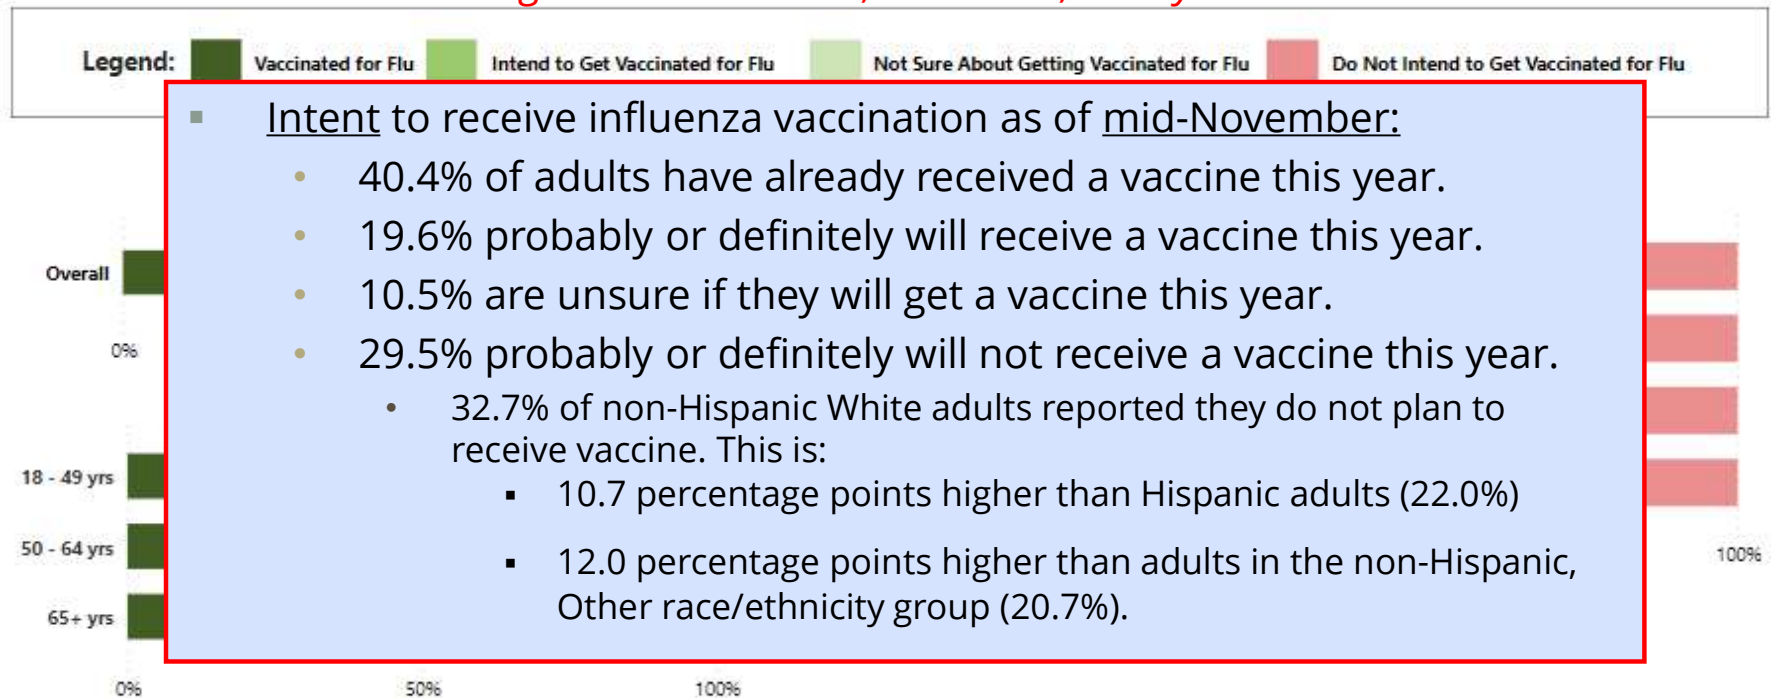 Legend: Vaccinated for Flu Intend to Get Vaccinated for Flu Not Sure About Getting Vaccinated for Flu Do Not Intend to Get Vaccinated for Flu
▪ Intent to receive influenza vaccination as of mid-November:
• 40.4% of adults have already received a vaccine this year.
• 19.6% probably or definitely will receive a vaccine this year.
• 10.5% are unsure if they will get a vaccine this year.
• 29.5% probably or definitely will not receive a vaccine this year.
• 32.7% of non-Hispanic White adults reported they do not plan to
receive vaccine. This is:
▪ 10.7 percentage points higher than Hispanic adults (22.0%)
▪ 12.0 percentage points higher than adults in the non-Hispanic,
Other race/ethnicity group (20.7%).
Overall
0%
18 - 49 yrs
50 - 64 yrs
65+ yrs
0% 50% 100%
100%